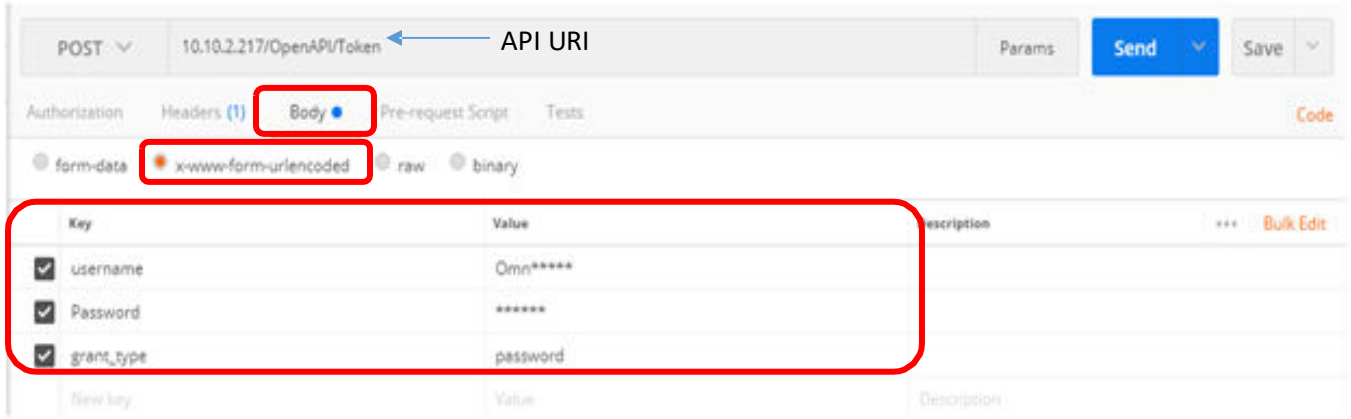 POST 10.10.2.217/OpenAPI/Token API URI Params Send Save
Authorization Headers (1) Body Pre-request Script Tests Code
form-data x-www-form-urlencoded raw binary
Key Value Description ••• Bulk Edit
username Omn*****
Password ******
grant_type password
New key Value Description